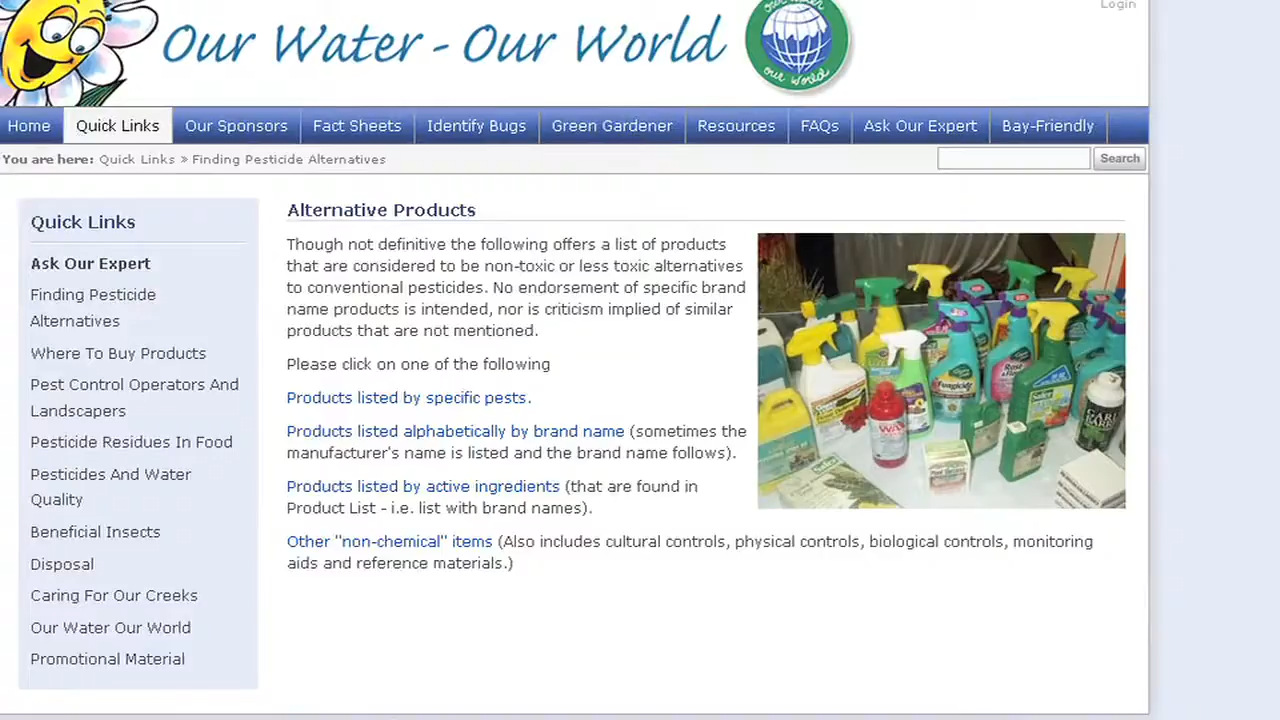 Login
Our Water - Our World
our water
our World
Home
Quick Links
Our Sponsors
Fact Sheets
Identify Bugs
Green Gardener
Resources
FAQs
Ask Our Expert
Bay-Friendly
You are here: Quick Links » Finding Pesticide Alternatives
Search
Quick Links
Ask Our Expert
Finding Pesticide
Alternatives
Where To Buy Products
Pest Control Operators And
Landscapers
Pesticide Residues In Food
Pesticides And Water
Quality
Beneficial Insects
Disposal
Caring For Our Creeks
Our Water Our World
Promotional Material
Alternative Products
Though not definitive the following offers a list of products
that are considered to be non-toxic or less toxic alternatives
to conventional pesticides. No endorsement of specific brand
name products is intended, nor is criticism implied of similar
products that are not mentioned.
Please click on one of the following
Products listed by specific pests.
Products listed alphabetically by brand name (sometimes the
manufacturer's name is listed and the brand name follows).
Products listed by active ingredients (that are found in
Product List - i.e. list with brand names).
Other "non-chemical" items (Also includes cultural controls, physical controls, biological controls, monitoring
aids and reference materials.)
Fungicide
Safer